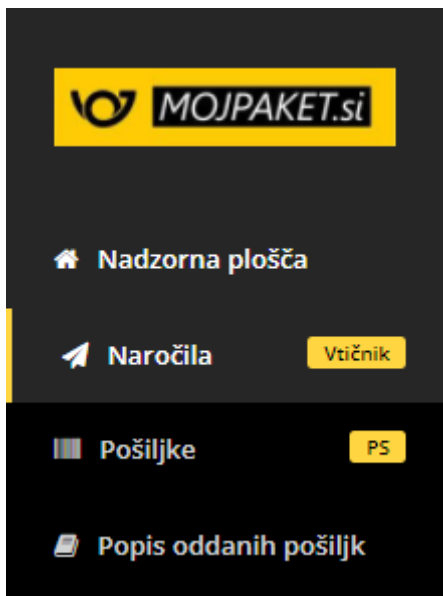 MOJPAKET.si
Nadzorna plošča
Naročila Vtičnik
Pošiljke PS
Popis oddanih pošiljk